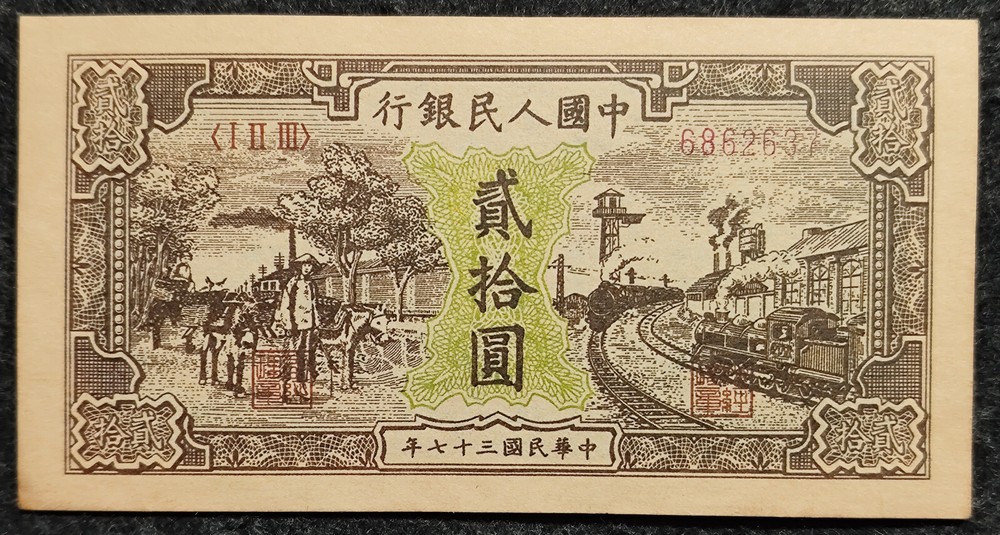 中國人民銀行
貳拾
貳拾
〈I II III〉
6862637
貳拾圓
中華民國三十七年
貳拾
貳拾